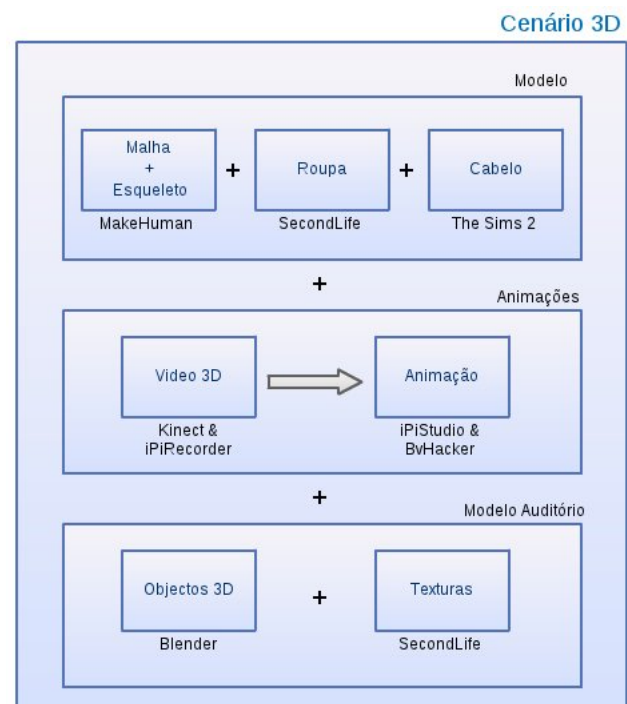 Cenário 3D
Modelo
Malha
+
Esqueleto
+
Roupa
+
Cabelo
MakeHuman
SecondLife
The Sims 2
+
Animações
Video 3D
Animação
Kinect &
iPiRecorder
iPiStudio &
BvHacker
+
Modelo Auditório
Objectos 3D
+
Texturas
Blender
SecondLife